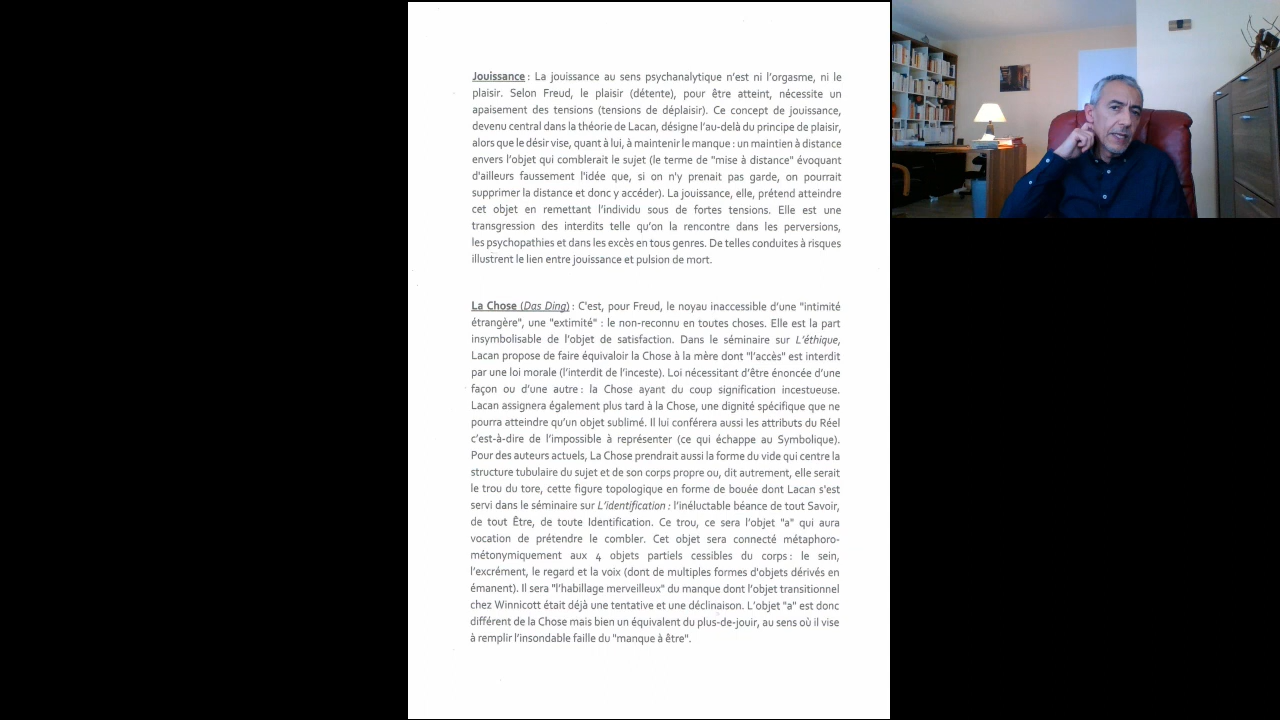 Jouissance : La jouissance au sens psychanalytique n'est ni l'orgasme, ni le
plaisir. Selon Freud, le plaisir (détente), pour être atteint, nécessite un
apaisement des tensions (tensions de déplaisir). Ce concept de jouissance,
devenu central dans la théorie de Lacan, désigne l'au-delà du principe de plaisir,
alors que le désir vise, quant à lui, à maintenir le manque : un maintien à distance
envers l'objet qui comblerait le sujet (le terme de "mise à distance" évoquant
d'ailleurs faussement l'idée que, si on n'y prenait pas garde, on pourrait
supprimer la distance et donc y accéder). La jouissance, elle, prétend atteindre
cet objet en remettant l'individu sous de fortes tensions. Elle est une
transgression des interdits telle qu'on la rencontre dans les perversions,
les psychopathies et dans les excès en tous genres. De telles conduites à risques
illustrent le lien entre jouissance et pulsion de mort.
La Chose (Das Ding) : C'est, pour Freud, le noyau inaccessible d'une "intimité
étrangère", une "extimité" : le non-reconnu en toutes choses. Elle est la part
insymbolisable de l'objet de satisfaction. Dans le séminaire sur L'éthique,
Lacan propose de faire équivaloir la Chose à la mère dont "l'accès" est interdit
par une loi morale (l'interdit de l'inceste). Loi nécessitant d'être énoncée d'une
façon ou d'une autre : la Chose ayant du coup signification incestueuse.
Lacan assignera également plus tard à la Chose, une dignité spécifique que ne
pourra atteindre qu'un objet sublimé. Il lui conférera aussi les attributs du Réel
c'est-à-dire de l'impossible à représenter (ce qui échappe au Symbolique).
Pour des auteurs actuels, La Chose prendrait aussi la forme du vide qui centre la
structure tubulaire du sujet et de son corps propre ou, dit autrement, elle serait
le trou du tore, cette figure topologique en forme de bouée dont Lacan s'est
servi dans le séminaire sur L'identification : l'inéluctable béance de tout Savoir,
de tout Être, de toute Identification. Ce trou, ce sera l'objet "a" qui aura
vocation de prétendre le combler. Cet objet sera connecté métaphoro-
métonymiquement aux 4 objets partiels cessibles du corps : le sein,
l'excrément, le regard et la voix (dont de multiples formes d'objets dérivés en
émanent). Il sera "l'habillage merveilleux" du manque dont l'objet transitionnel
chez Winnicott était déjà une tentative et une déclinaison. L'objet "a" est donc
différent de la Chose mais bien un équivalent du plus-de-jouir, au sens où il vise
à remplir l'insondable faille du "manque à être".